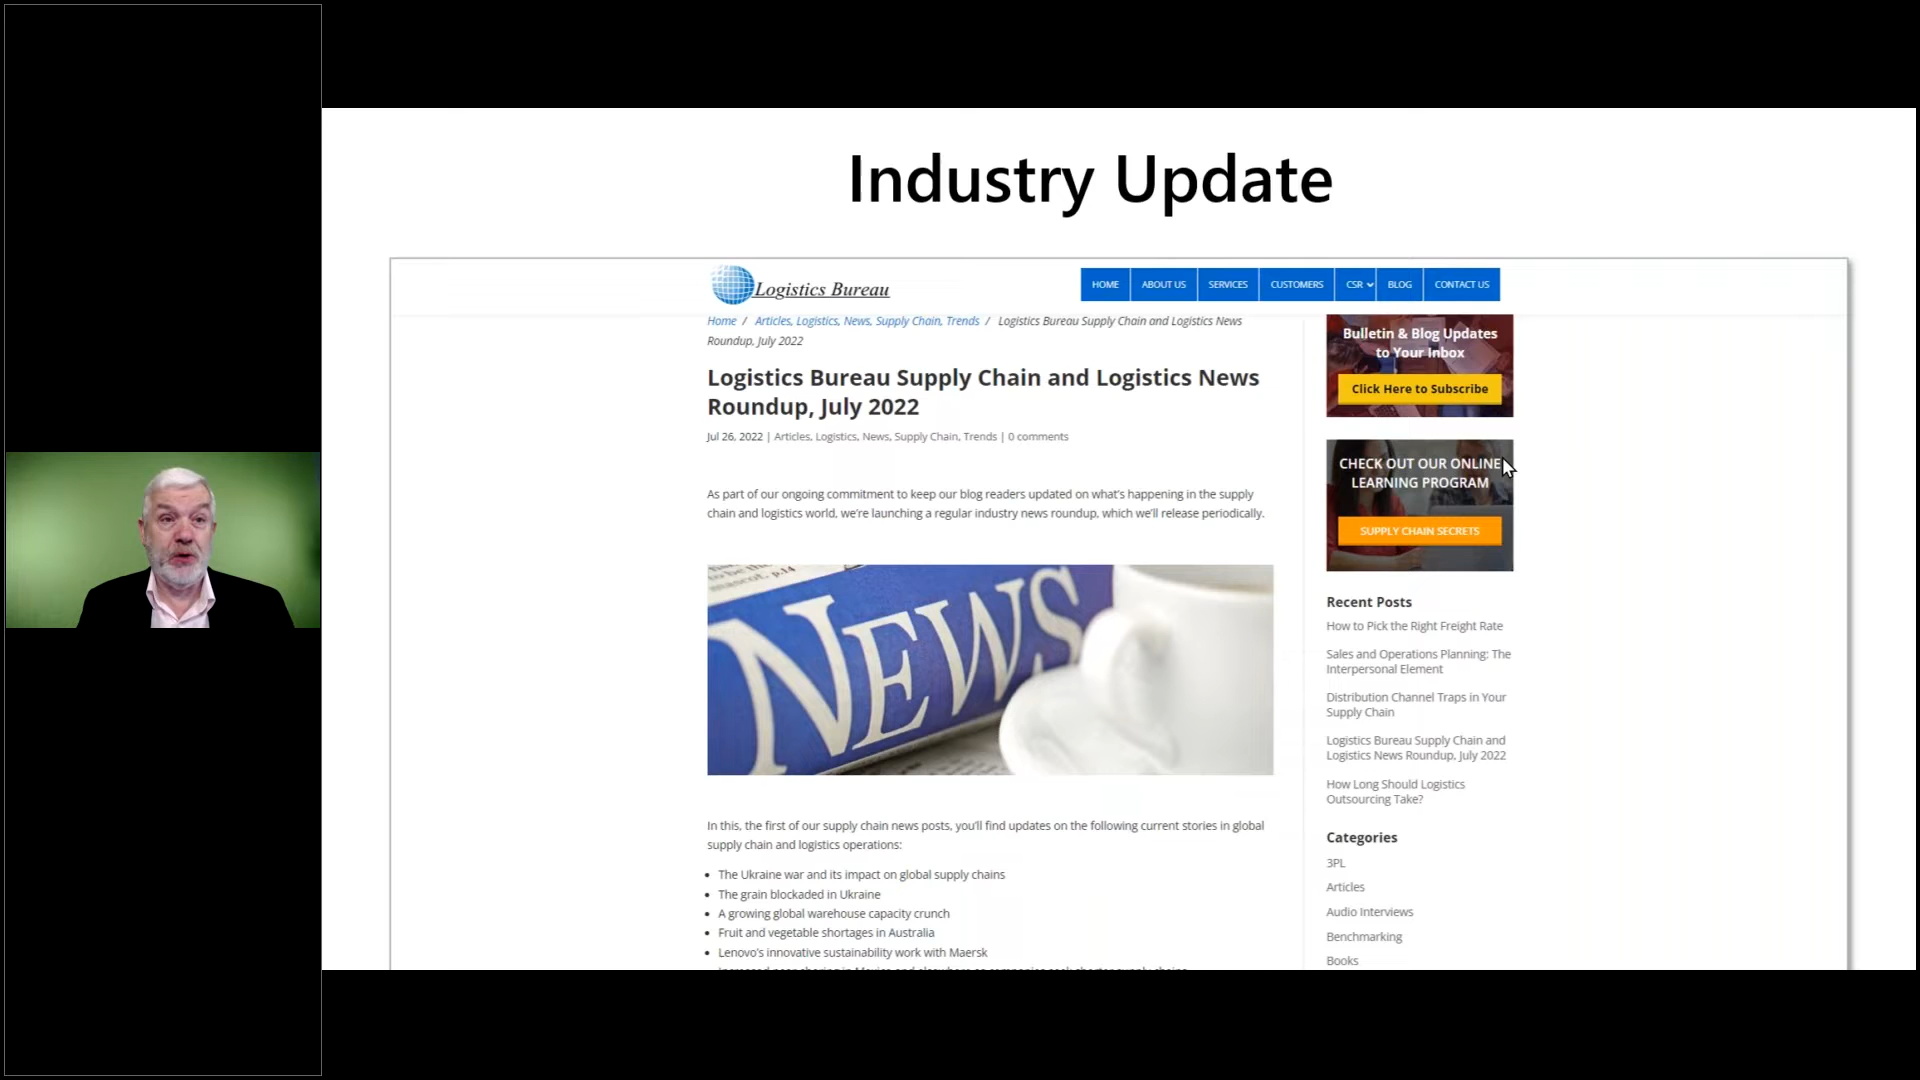 Industry Update
Logistics Bureau
HOME
ABOUT US
SERVICES
CUSTOMERS
CSR
BLOG
CONTACT US
Home / Articles, Logistics, News, Supply Chain, Trends / Logistics Bureau Supply Chain and Logistics News
Roundup, July 2022
Logistics Bureau Supply Chain and Logistics News
Roundup, July 2022
Jul 26, 2022 | Articles, Logistics, News, Supply Chain, Trends | 0 comments
As part of our ongoing commitment to keep our blog readers updated on what's happening in the supply
chain and logistics world, we're launching a regular industry news roundup, which we'll release periodically.
to be the
mascot. p.14
NEWS
In this, the first of our supply chain news posts, you'll find updates on the following current stories in global
supply chain and logistics operations:
• The Ukraine war and its impact on global supply chains
• The grain blockaded in Ukraine
• A growing global warehouse capacity crunch
• Fruit and vegetable shortages in Australia
• Lenovo's innovative sustainability work with Maersk
Bulletin & Blog Updates
to Your Inbox
Click Here to Subscribe
CHECK OUT OUR ONLINE
LEARNING PROGRAM
SUPPLY CHAIN SECRETS
Recent Posts
How to Pick the Right Freight Rate
Sales and Operations Planning: The
Interpersonal Element
Distribution Channel Traps in Your
Supply Chain
Logistics Bureau Supply Chain and
Logistics News Roundup, July 2022
How Long Should Logistics
Outsourcing Take?
Categories
3PL
Articles
Audio Interviews
Benchmarking
Books